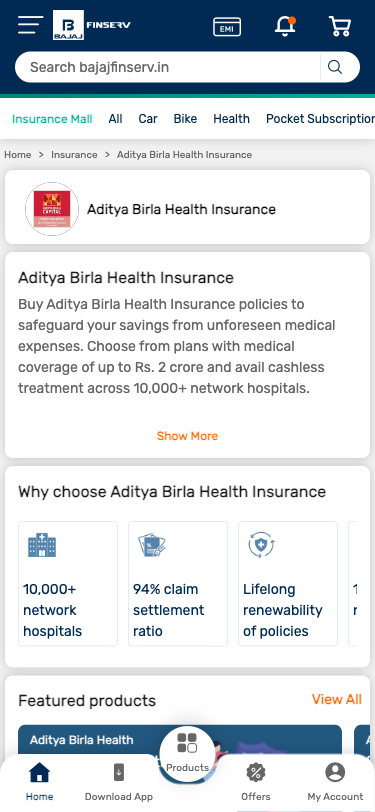 BAJAJ FINSERV
EMI
Search bajajfinserv.in
Insurance Mall All Car Bike Health Pocket Subscription
Home > Insurance > Aditya Birla Health Insurance
Aditya Birla Health Insurance
Aditya Birla Health Insurance
Buy Aditya Birla Health Insurance policies to
safeguard your savings from unforeseen medical
expenses. Choose from plans with medical
coverage of up to Rs. 2 crore and avail cashless
treatment across 10,000+ network hospitals.
Show More
Why choose Aditya Birla Health Insurance
10,000+
network
hospitals
94% claim
settlement
ratio
Lifelong
renewability
of policies
Featured products
View All
Aditya Birla Health
Home
Download App
Products
Offers
My Account